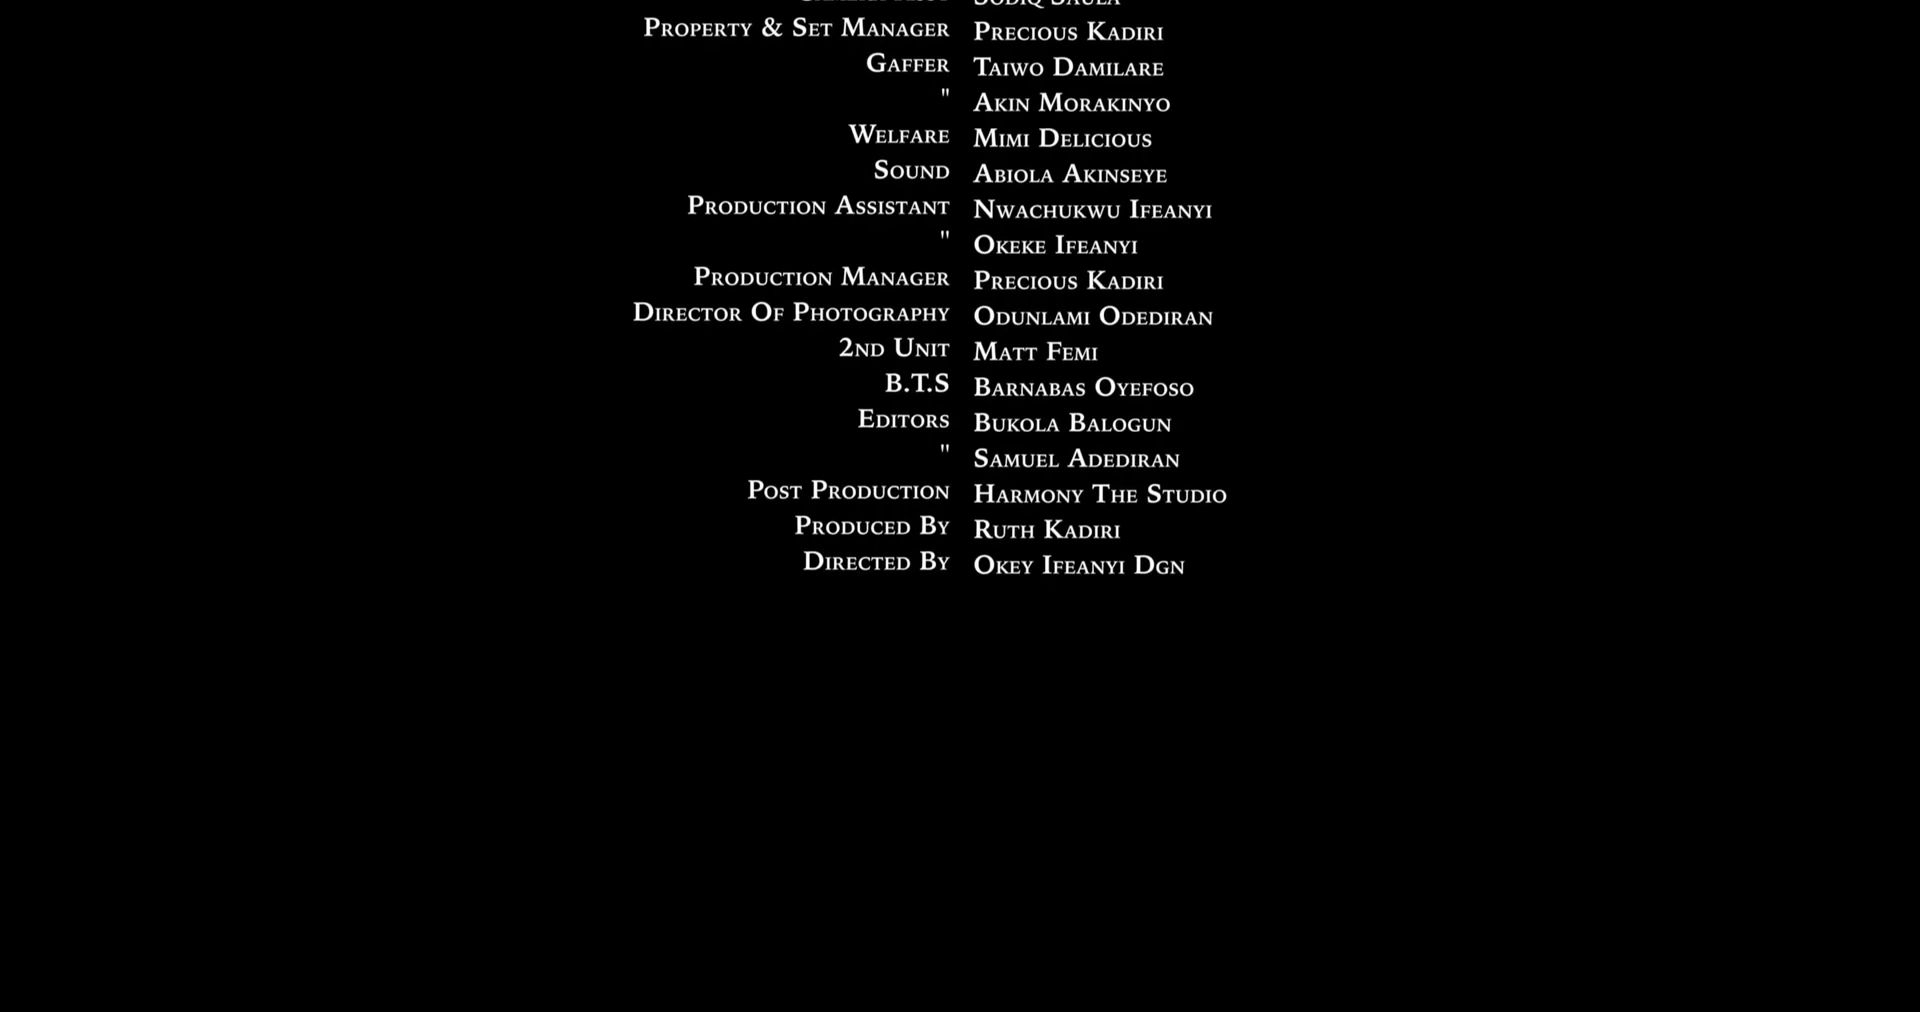 Sodiq Saula
Property & Set Manager Precious Kadiri
Gaffer Taiwo Damilare
" Akin Morakinyo
Welfare Mimi Delicious
Sound Abiola Akinseye
Production Assistant Nwachukwu Ifeanyi
" Okeke Ifeanyi
Production Manager Precious Kadiri
Director Of Photography Odunlami Odediran
2nd Unit Matt Femi
B.T.S Barnabas Oyefoso
Editors Bukola Balogun
" Samuel Adediran
Post Production Harmony The Studio
Produced By Ruth Kadiri
Directed By Okey Ifeanyi Dgn